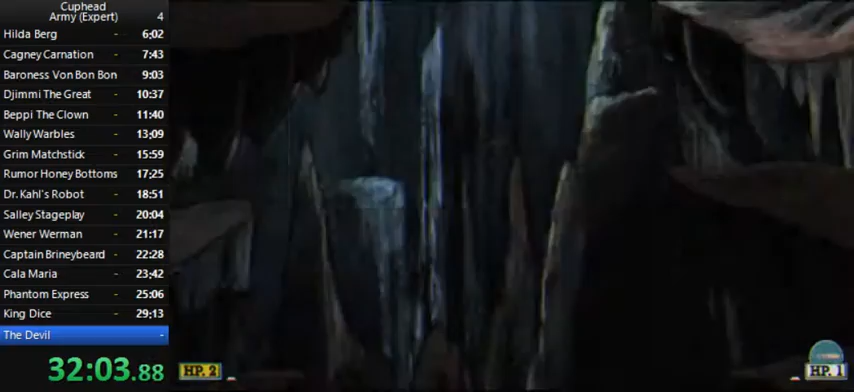 Cuphead
Army (Expert) 4
Hilda Berg - 6:02
Cagney Carnation - 7:43
Baroness Von Bon Bon 9:03
Djimmi The Great - 10:37
Beppi The Clown - 11:40
Wally Warbles - 13;09
Grim Matchstick - 15:59
Rumor Honey Bottoms - 17:25
Dr. Kahl's Robot - 18:51
Salley Stageplay - 20:04
Wener Werman - 21:17
Captain Brineybeard - 22:28
Cala Maria - 23;42
Phantom Express - 25:06
King Dice - 29;13
The Devil -
32:03.88
HP. 2
HP. 1